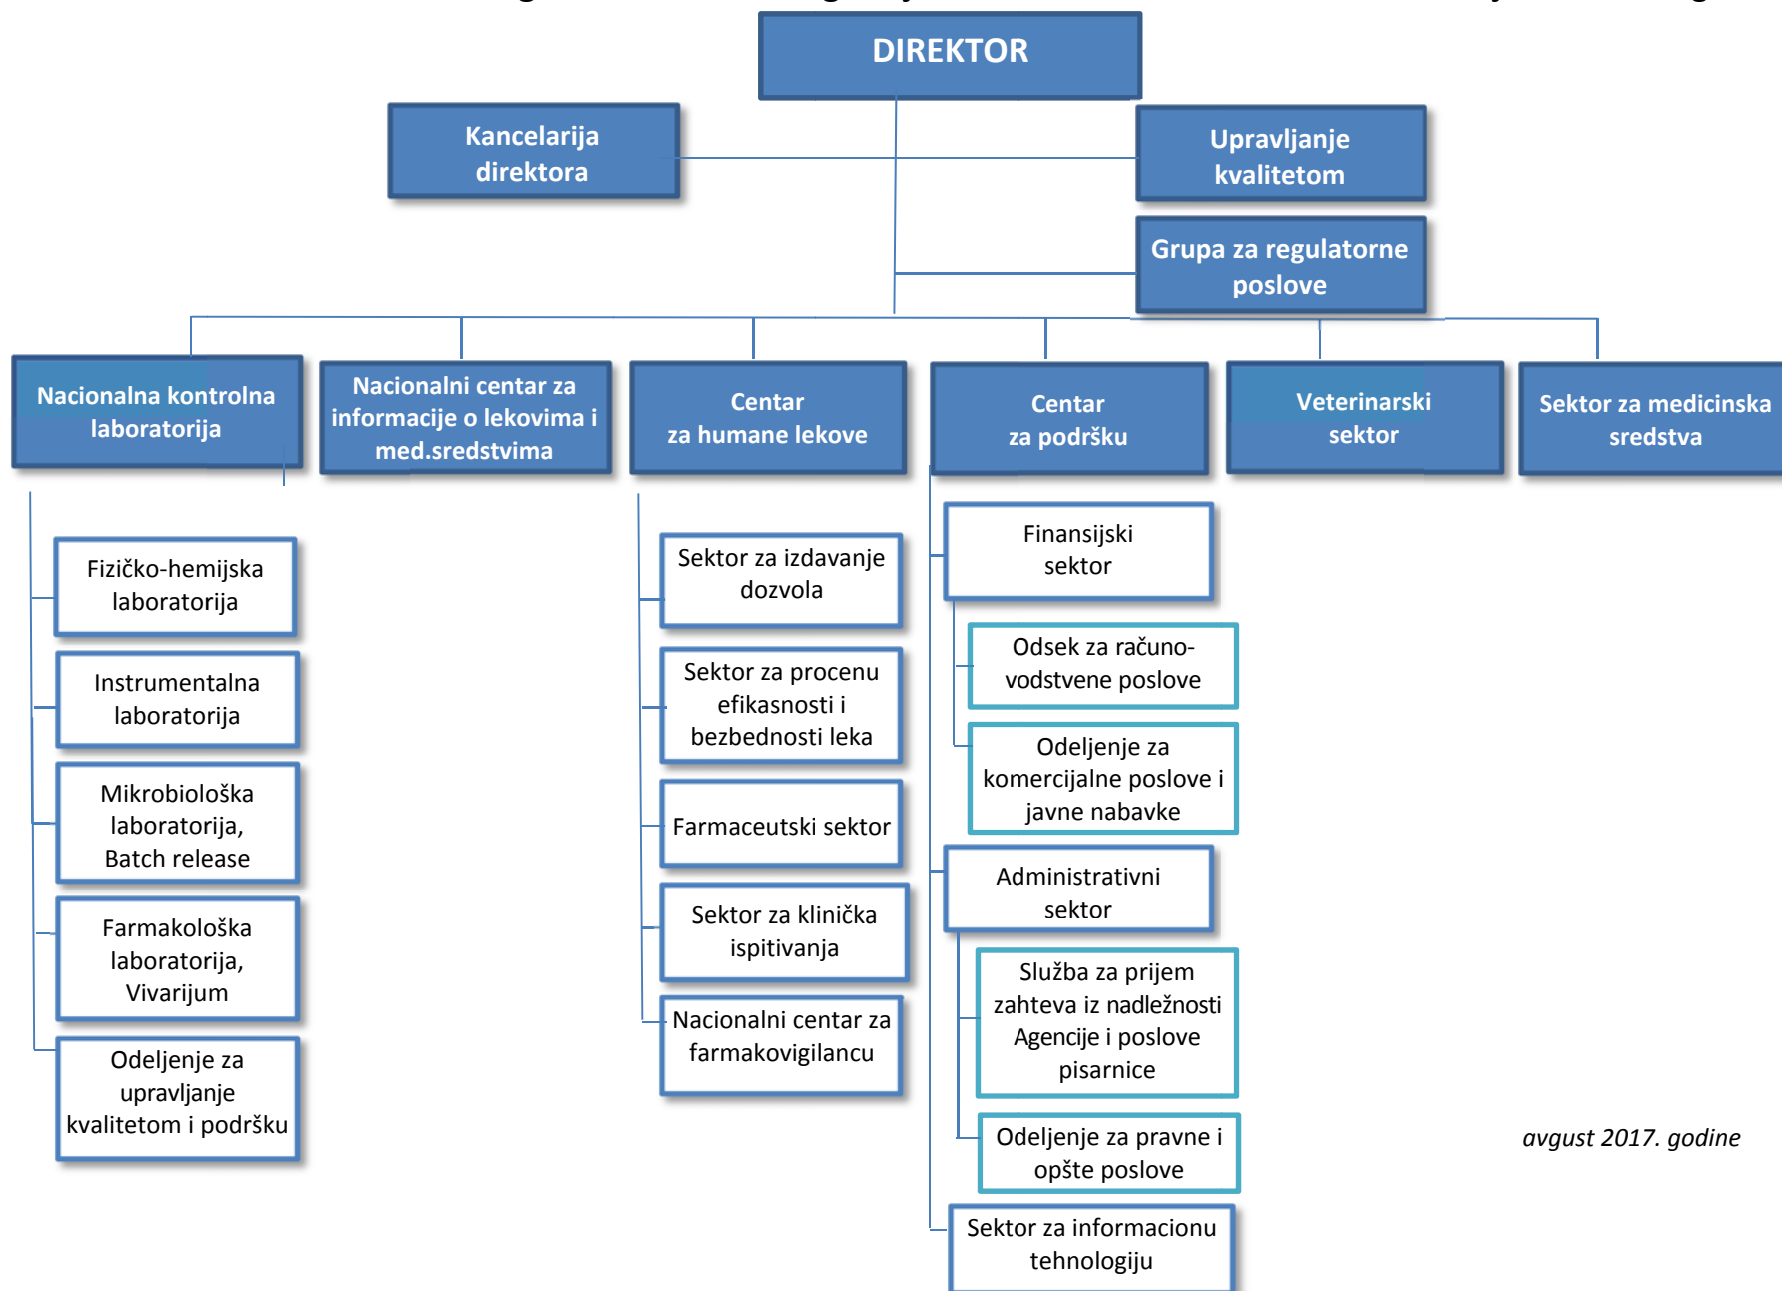 DIREKTOR
Kancelarija
direktora
Upravljanje
kvalitetom
Grupa za regulatorne
poslove
Nacionalna kontrolna
laboratorija
Nacionalni centar za
informacije o lekovima i
med.sredstvima
Centar
za humane lekove
Centar
za podršku
Veterinarski
sektor
Sektor za medicinska
sredstva
Fizičko-hemijska
laboratorija
Instrumentalna
laboratorija
Mikrobiološka
laboratorija,
Batch release
Farmakološka
laboratorija,
Vivarijum
Odeljenje za
upravljanje
kvalitetom i podršku
Sektor za izdavanje
dozvola
Sektor za procenu
efikasnosti i
bezbednosti leka
Farmaceutski sektor
Sektor za klinička
ispitivanja
Nacionalni centar za
farmakovigilancu
Finansijski
sektor
Odsek za računo-
vodstvene poslove
Odeljenje za
komercijalne poslove i
javne nabavke
Administrativni
sektor
Služba za prijem
zahteva iz nadležnosti
Agencije i poslove
pisarnice
Odeljenje za pravne i
opšte poslove
Sektor za informacionu
tehnologiju
avgust 2017. godine